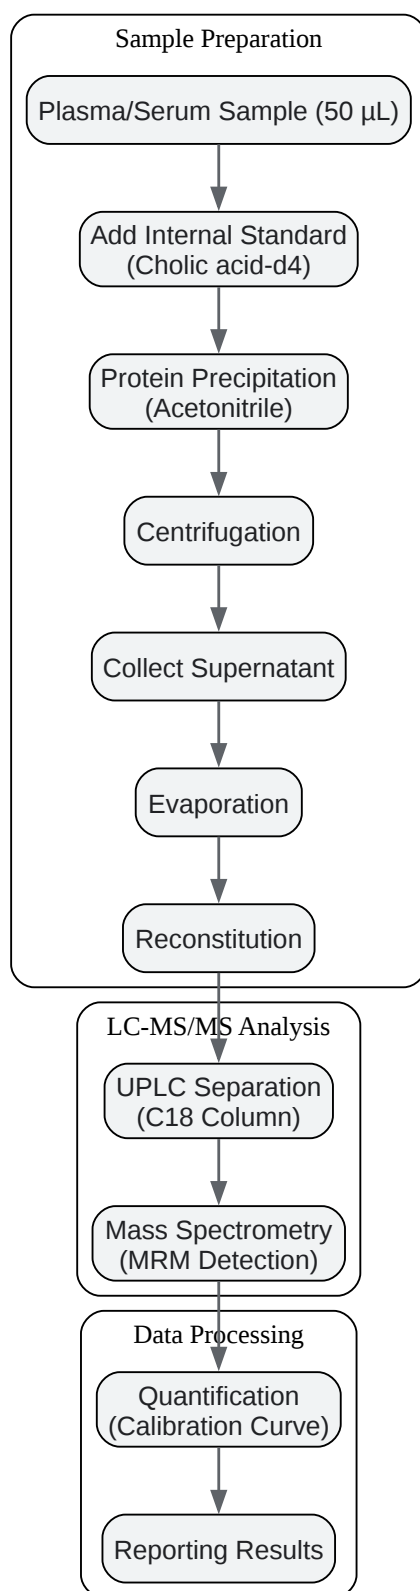 Sample Preparation
Plasma/Serum Sample (50 µL)
Add Internal Standard
(Cholic acid-d4)
Protein Precipitation
(Acetonitrile)
Centrifugation
Collect Supernatant
Evaporation
Reconstitution
LC-MS/MS Analysis
UPLC Separation
(C18 Column)
Mass Spectrometry
(MRM Detection)
Data Processing
Quantification
(Calibration Curve)
Reporting Results